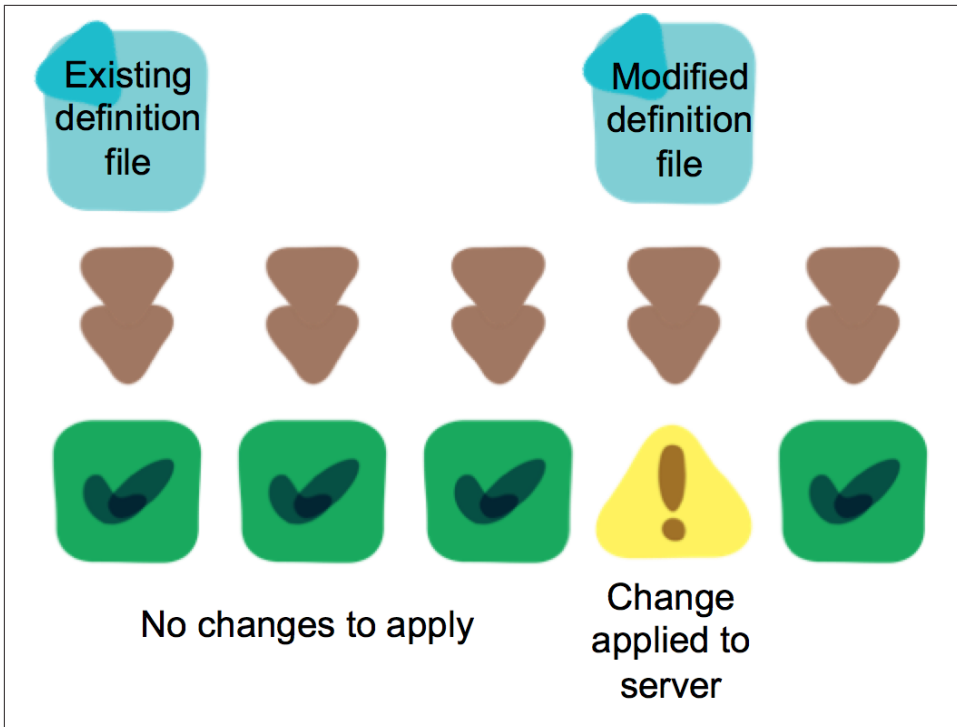 Existing
definition
file
Modified
definition
file
No changes to apply
Change
applied to
server